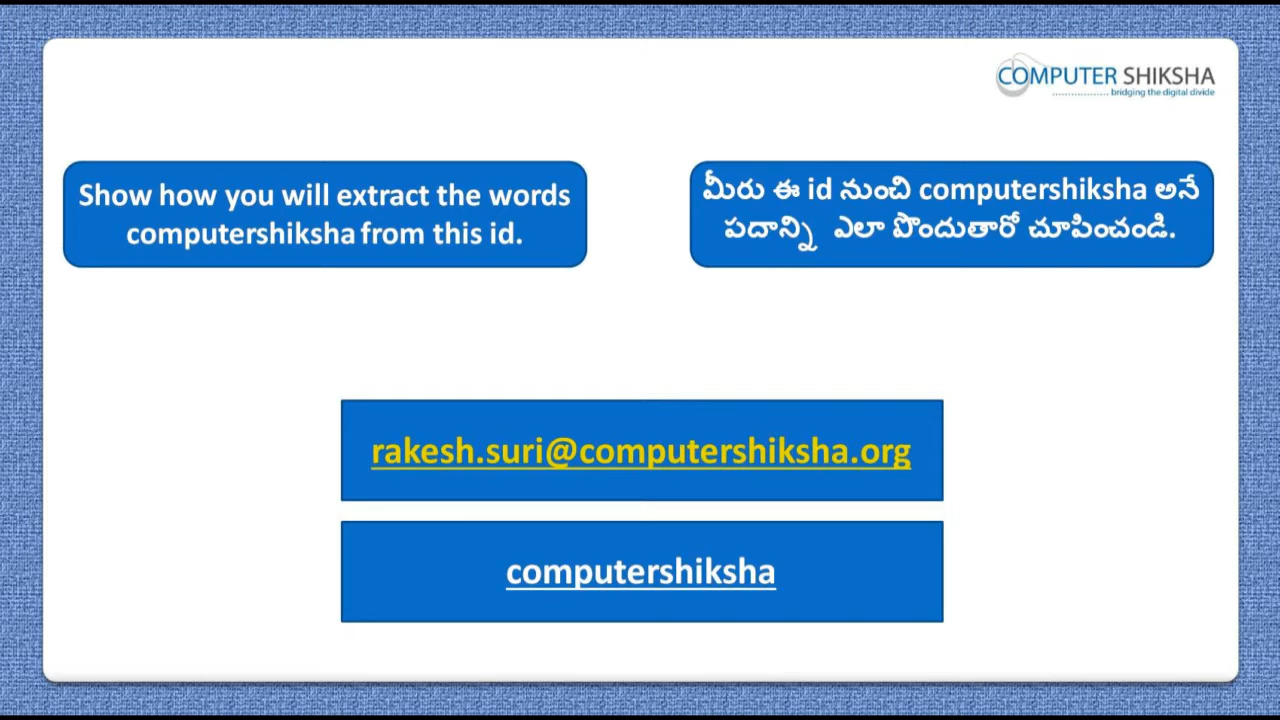 COMPUTER SHIKSHA
bridging the digital divide
Show how you will extract the words
computershiksha from this id.
మీరు ఈ id నుంచి computershiksha అనే
పదాన్ని ఎలా పొందుతారో చూపించండి.
rakesh.suri@computershiksha.org
computershiksha